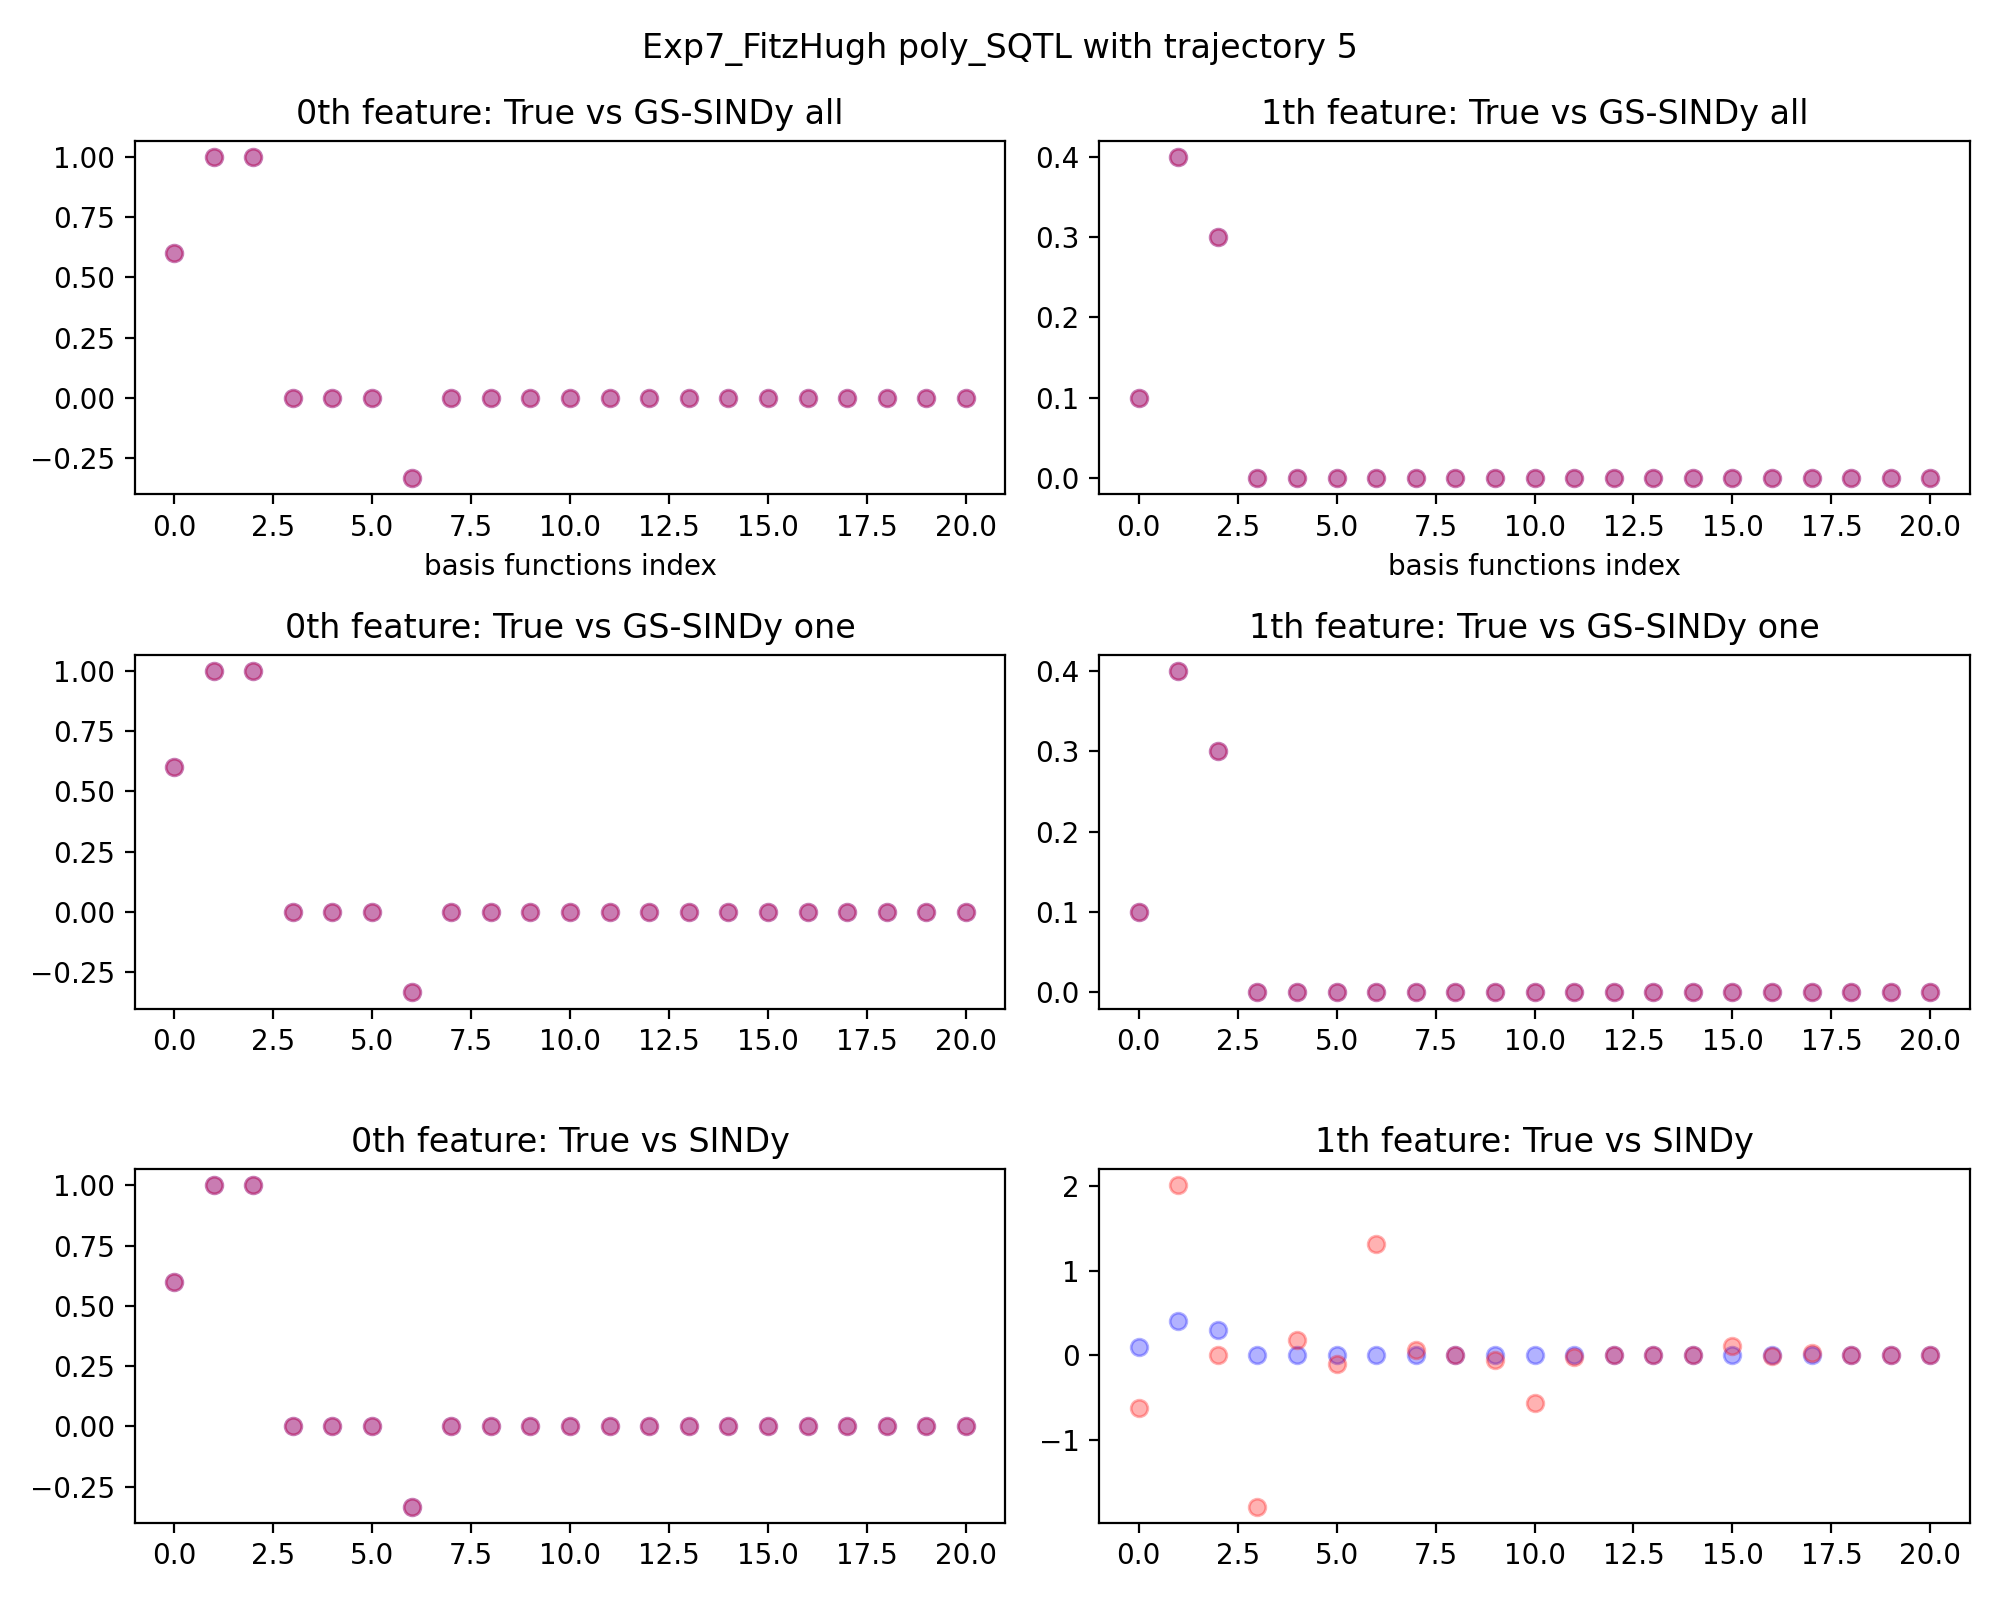 Exp7_FitzHugh poly_SQTL with trajectory 5
0th feature: True vs GS-SINDy all
1.00
0.75
0.50
0.25
0.00
−0.25
0.0 2.5 5.0 7.5 10.0 12.5 15.0 17.5 20.0
basis functions index
1th feature: True vs GS-SINDy all
0.4
0.3
0.2
0.1
0.0
0.0 2.5 5.0 7.5 10.0 12.5 15.0 17.5 20.0
basis functions index
0th feature: True vs GS-SINDy one
1.00
0.75
0.50
0.25
0.00
−0.25
0.0 2.5 5.0 7.5 10.0 12.5 15.0 17.5 20.0
1th feature: True vs GS-SINDy one
0.4
0.3
0.2
0.1
0.0
0.0 2.5 5.0 7.5 10.0 12.5 15.0 17.5 20.0
0th feature: True vs SINDy
1.00
0.75
0.50
0.25
0.00
−0.25
0.0 2.5 5.0 7.5 10.0 12.5 15.0 17.5 20.0
1th feature: True vs SINDy
2
1
0
−1
0.0 2.5 5.0 7.5 10.0 12.5 15.0 17.5 20.0